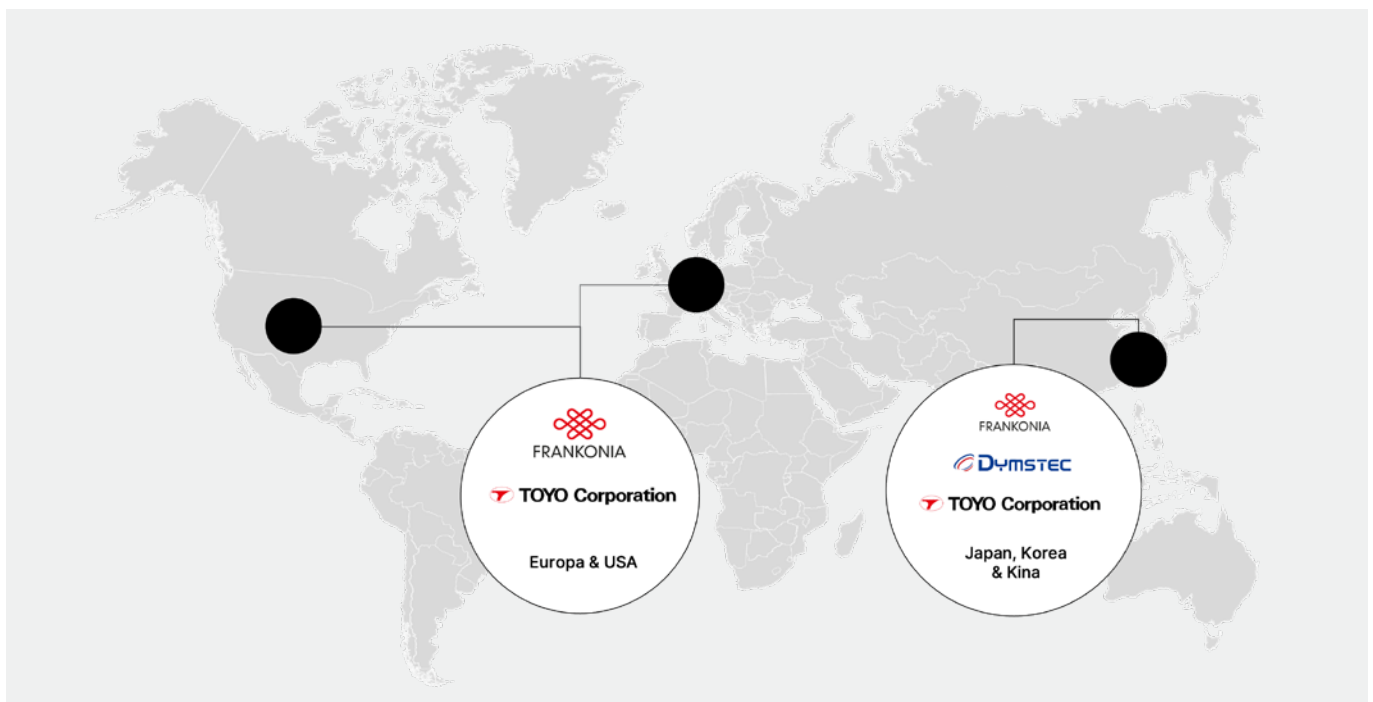 FRANKONIA
TOYO Corporation
Europa & USA
FRANKONIA
DYMSTEC
TOYO Corporation
Japan, Korea
& Kina